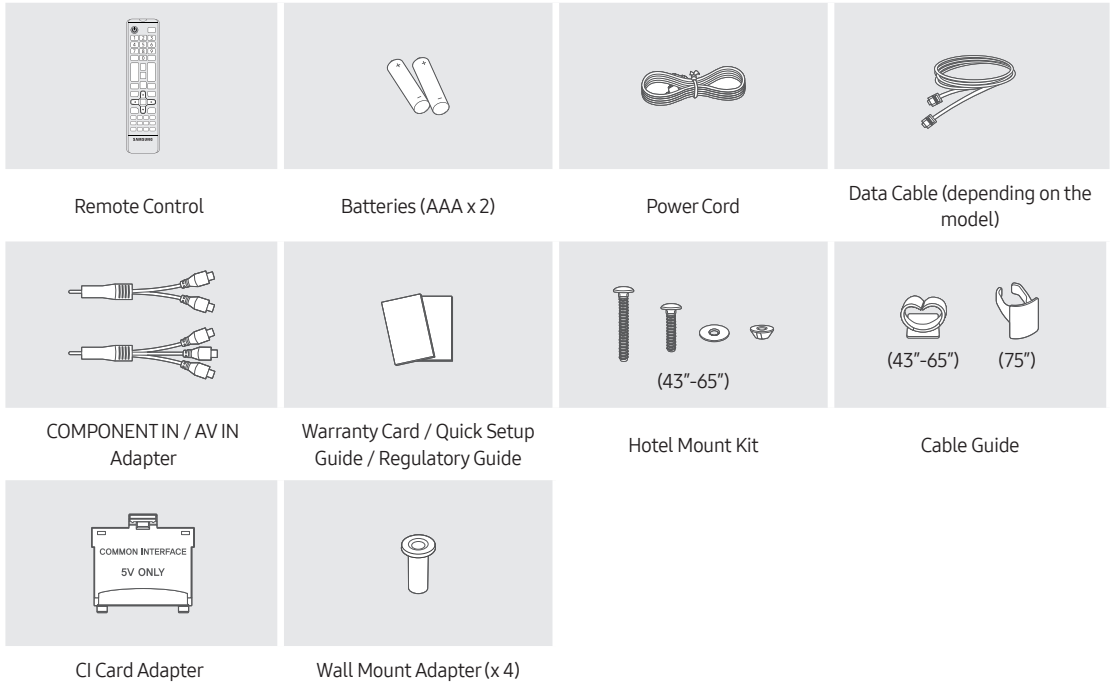 SAMSUNG
Remote Control
Batteries (AAA x 2)
Power Cord
Data Cable (depending on the
model)
(43"-65")
(43"-65")
(75")
COMPONENT IN / AV IN
Adapter
Warranty Card / Quick Setup
Guide / Regulatory Guide
Hotel Mount Kit
Cable Guide
COMMON INTERFACE
5V ONLY
CI Card Adapter
Wall Mount Adapter (x 4)